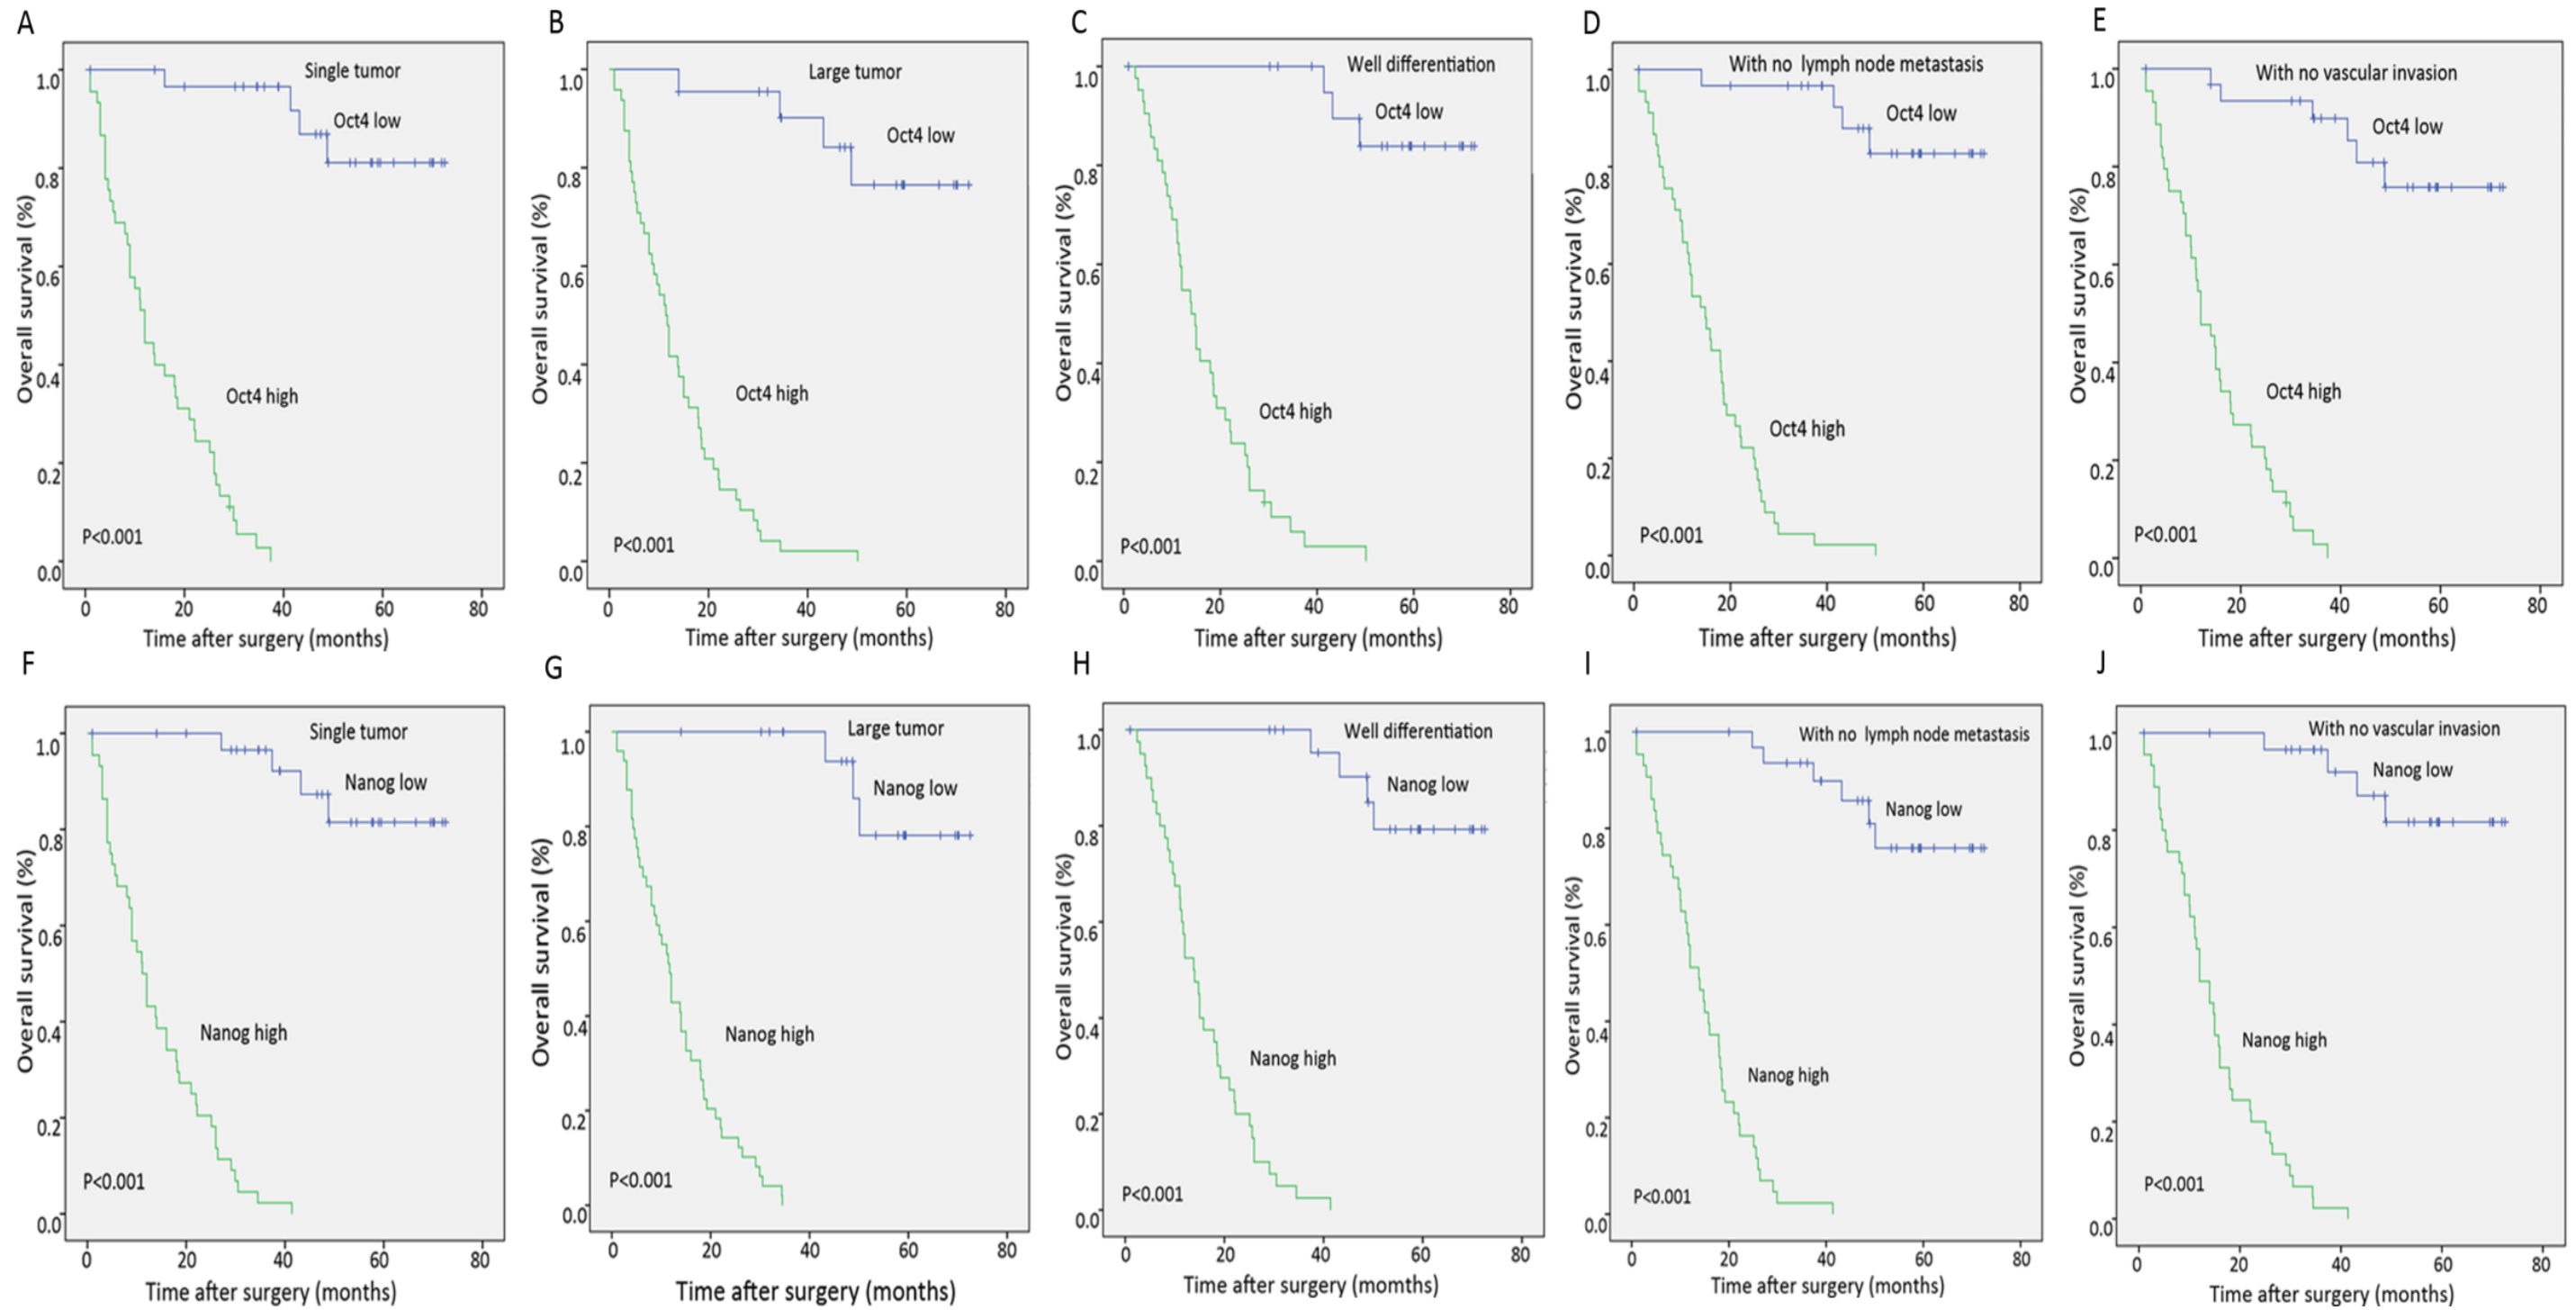 A
Single tumor
Oct4 low
Oct4 high
P<0.001
Overall survival (%)
1.0
0.8
0.6
0.4
0.2
0.0
0 20 40 60 80
Time after surgery (months)
B
Large tumor
Oct4 low
Oct4 high
P<0.001
Overall survival (%)
1.0
0.8
0.6
0.4
0.2
0.0
0 20 40 60 80
Time after surgery (months)
C
Well differentiation
Oct4 low
Oct4 high
P<0.001
Overall survival (%)
1.0
0.8
0.6
0.4
0.2
0.0
0 20 40 60 80
Time after surgery (months)
D
With no lymph node metastasis
Oct4 low
Oct4 high
P<0.001
Overall survival (%)
1.0
0.8
0.6
0.4
0.2
0.0
0 20 40 60 80
Time after surgery (months)
E
With no vascular invasion
Oct4 low
Oct4 high
P<0.001
Overall survival (%)
1.0
0.8
0.6
0.4
0.2
0.0
0 20 40 60 80
Time after surgery (months)
F
Single tumor
Nanog low
Nanog high
P<0.001
Overall survival (%)
1.0
0.8
0.6
0.4
0.2
0.0
0 20 40 60 80
Time after surgery (months)
G
Large tumor
Nanog low
Nanog high
P<0.001
Overall survival (%)
1.0
0.8
0.6
0.4
0.2
0.0
0 20 40 60 80
Time after surgery (months)
H
Well differentiation
Nanog low
Nanog high
P<0.001
Overall survival (%)
1.0
0.8
0.6
0.4
0.2
0.0
0 20 40 60 80
Time after surgery (momths)
I
With no lymph node metastasis
Nanog low
Nanog high
P<0.001
Overall survival (%)
1.0
0.8
0.6
0.4
0.2
0.0
0 20 40 60 80
Time after surgery (months)
J
With no vascular invasion
Nanog low
Nanog high
P<0.001
Overall survival (%)
1.0
0.8
0.6
0.4
0.2
0.0
0 20 40 60 80
Time after surgery (months)